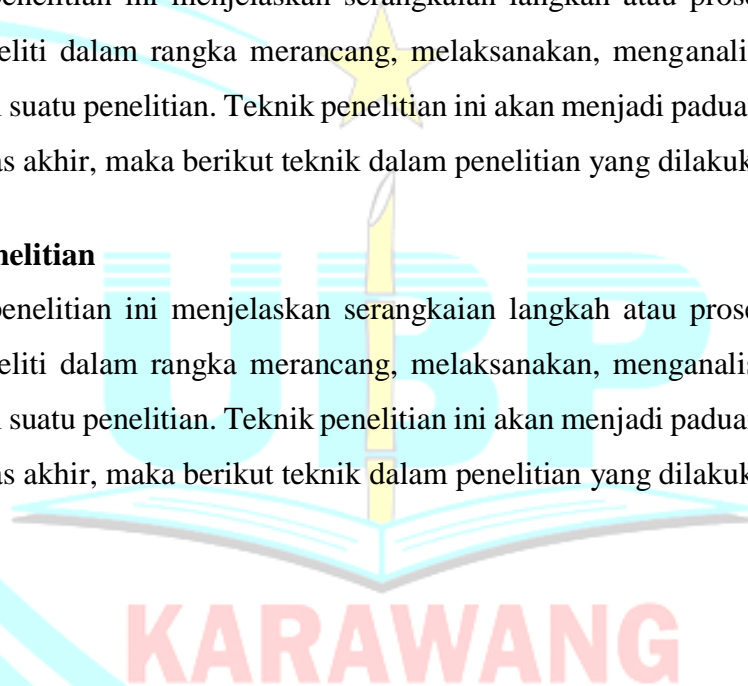 penelitian ini menjelaskan serangkaian langkah atau prose
eliti dalam rangka merancang, melaksanakan, menganali
suatu penelitian. Teknik penelitian ini akan menjadi padua
as akhir, maka berikut teknik dalam penelitian yang dilakuk
nelitian
penelitian ini menjelaskan serangkaian langkah atau prose
eliti dalam rangka merancang, melaksanakan, menganalis
suatu penelitian. Teknik penelitian ini akan menjadi padua
as akhir, maka berikut teknik dalam penelitian yang dilakuk
UBP
KARAWANG